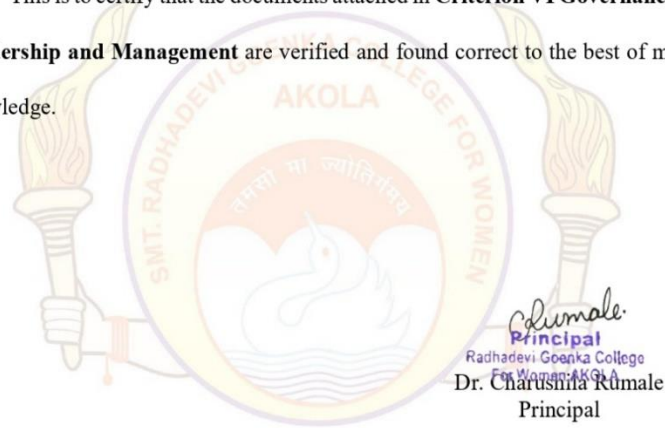 This is to certify that the documents attached in Criterion VI Governanc
ership and Management are verified and found correct to the best of m
ledge.
SMT. RADHADEVI GOENKA COLLEGE FOR WOMEN
AKOLA
तमसो मा ज्योतिर्गमय
CRumale.
Principal
Radhadevi Goenka College
For Women AKOLA
Dr. Charushila Rumale
Principal